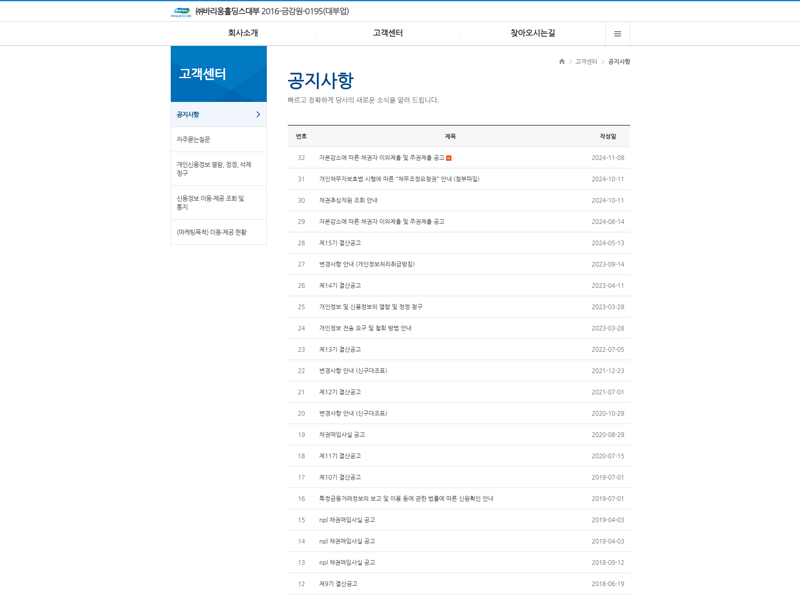 ㈜바리움홀딩스대부 2016-금감원-0195(대부업)
회사소개
고객센터
찾아오시는길
고객센터
고객센터
공지사항
공지사항
빠르고 정확하게 당사의 새로운 소식을 알려 드립니다.
공지사항
자주묻는질문
개인신용정보 열람, 정정, 삭제
청구
신용정보 이용·제공 조회 및
통지
(마케팅목적) 이용·제공 현황
번호 제목 작성일
32 자본감소에 따른 채권자 이의제출 및 주권제출 공고 2024-11-08
31 개인채무자보호법 시행에 따른 "채무조정요청권" 안내 (첨부파일) 2024-10-11
30 채권추심직원 조회 안내 2024-10-11
29 자본감소에 따른 채권자 이의제출 및 주권제출 공고 2024-08-14
28 제15기 결산공고 2024-05-13
27 변경사항 안내 (개인정보처리취급방침) 2023-09-14
26 제14기 결산공고 2023-04-11
25 개인정보 및 신용정보의 열람 및 정정 청구 2023-03-28
24 개인정보 전송 요구 및 철회 방법 안내 2023-03-28
23 제13기 결산공고 2022-07-05
22 변경사항 안내 (신구대조표) 2021-12-23
21 제12기 결산공고 2021-07-01
20 변경사항 안내 (신구대조표) 2020-10-28
19 채권매입사실 공고 2020-08-28
18 제11기 결산공고 2020-07-15
17 제10기 결산공고 2019-07-01
16 특정금융거래정보의 보고 및 이용 등에 관한 법률에 따른 신원확인 안내 2019-07-01
15 npl 채권매입사실 공고 2019-04-03
14 npl 채권매입사실 공고 2019-04-03
13 npl 채권매입사실 공고 2018-09-12
12 제9기 결산공고 2018-06-19